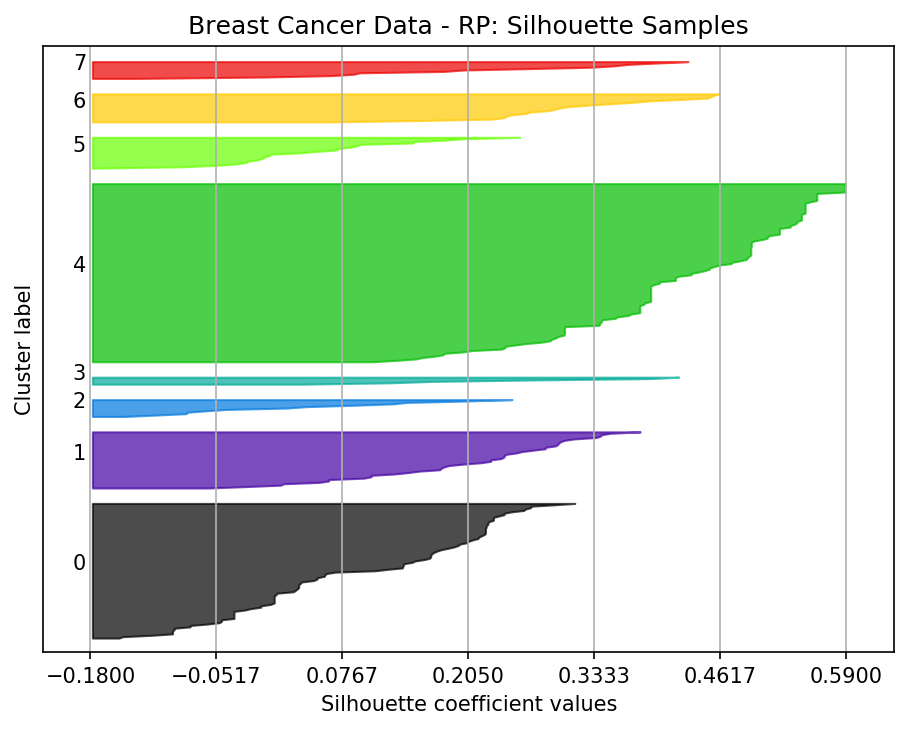 Breast Cancer Data - RP: Silhouette Samples
7
6
5
4
3
2
1
0
Cluster label
−0.1800 −0.0517 0.0767 0.2050 0.3333 0.4617 0.5900
Silhouette coefficient values